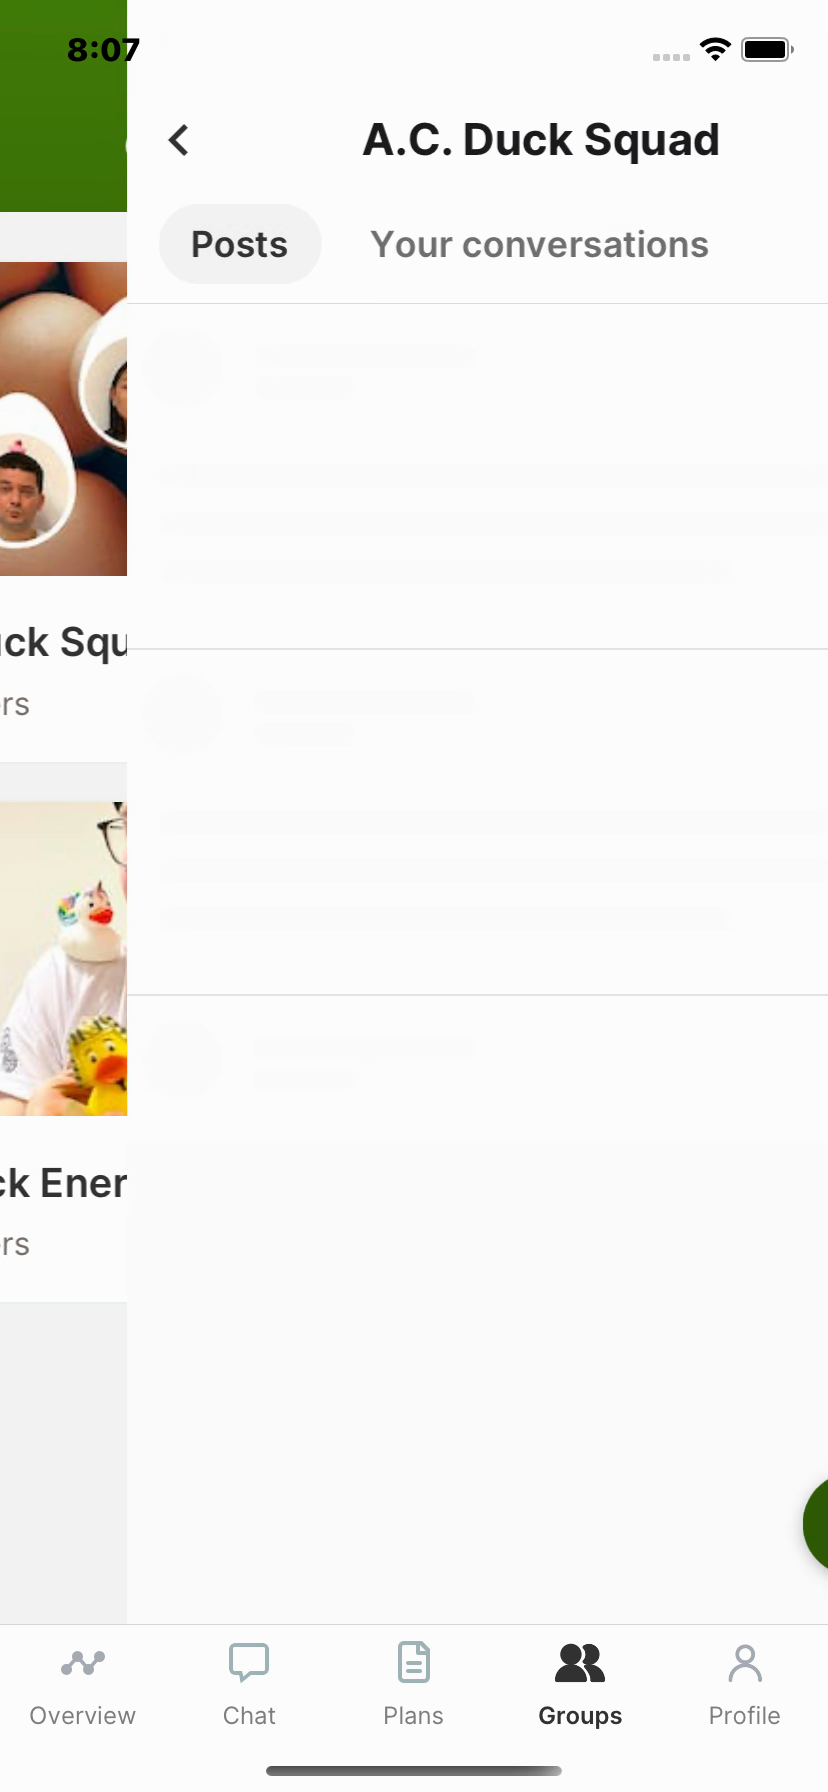 8:07
A.C. Duck Squad
Posts
Your conversations
ck Squ
rs
ck Ener
rs
Overview
Chat
Plans
Groups
Profile